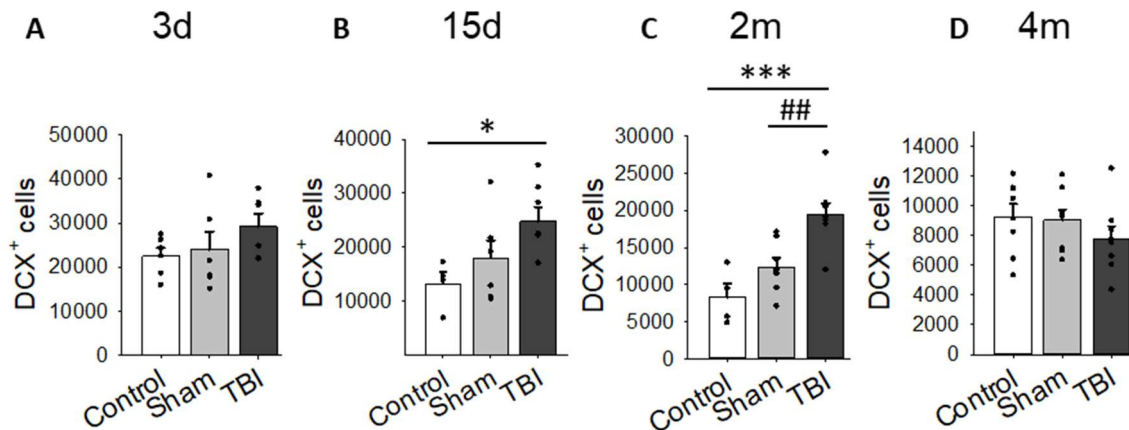 A 3d
DCX+ cells
50000
40000
30000
20000
10000
0
Control
Sham
TBI
B 15d
*
DCX+ cells
40000
30000
20000
10000
Control
Sham
TBI
C 2m
***
##
DCX+ cells
30000
25000
20000
15000
10000
5000
0
Control
Sham
TBI
D 4m
DCX+ cells
14000
12000
10000
8000
6000
4000
2000
0
Control
Sham
TBI